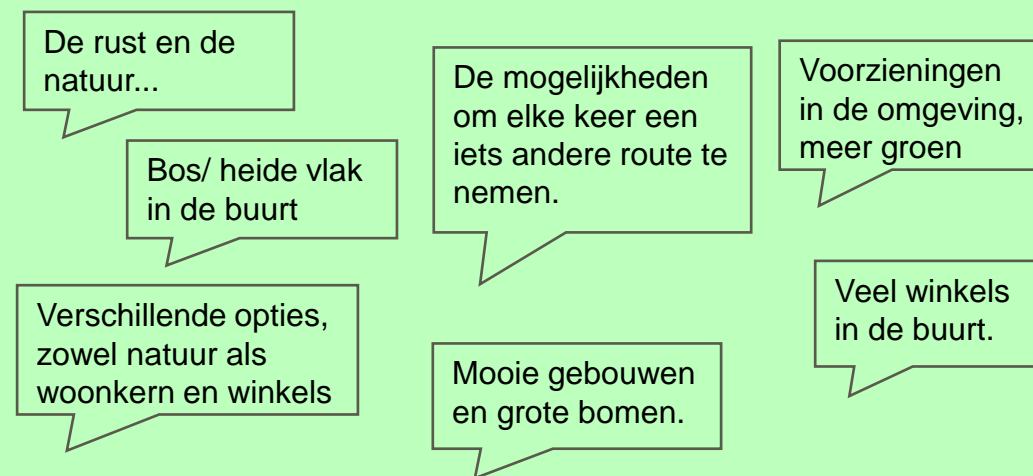 De rust en de
natuur...
Bos/ heide vlak
in de buurt
Verschillende opties,
zowel natuur als
woonkern en winkels
De mogelijkheden
om elke keer een
iets andere route te
nemen.
Mooie gebouwen
en grote bomen.
Voorzieningen
in de omgeving,
meer groen
Veel winkels
in de buurt.